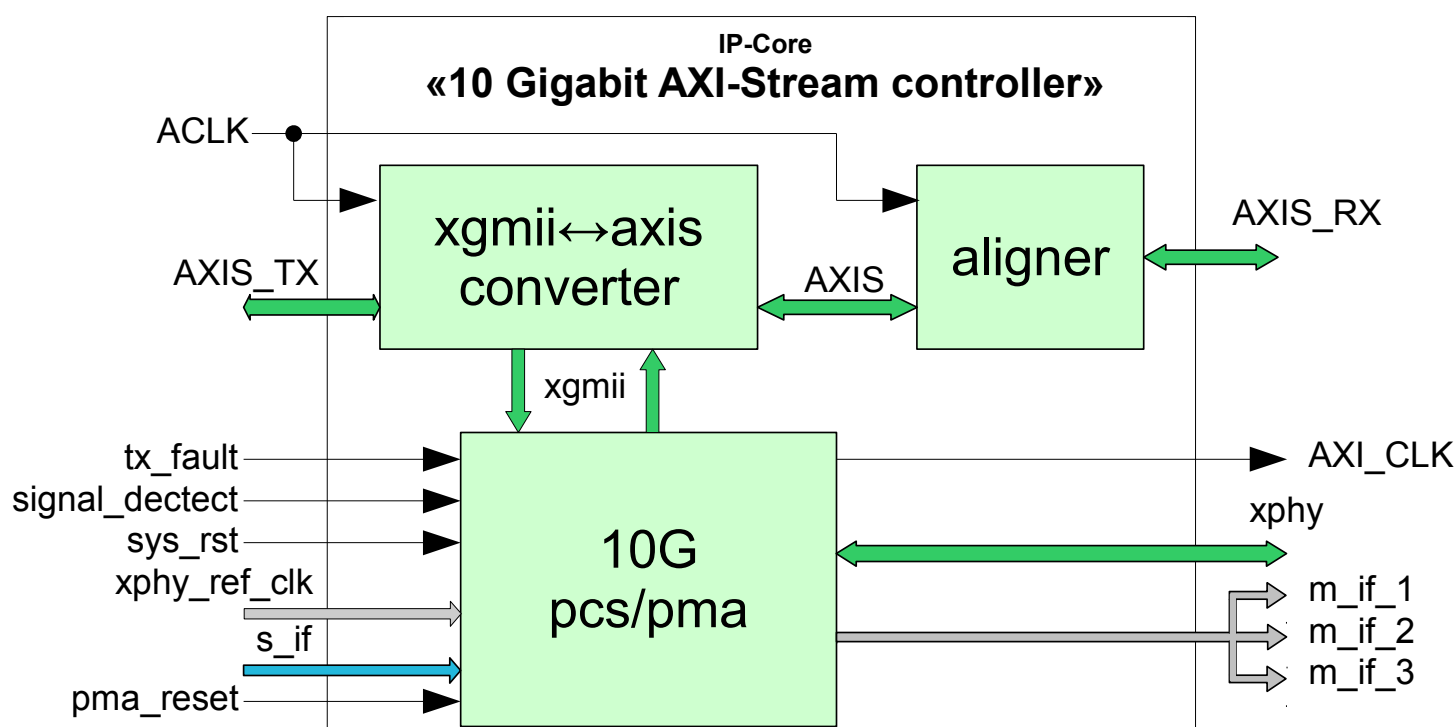 IP-Core
«10 Gigabit AXI-Stream controller»
ACLK
xgmii↔axis
converter
aligner
AXIS_RX
AXIS_TX
AXIS
xgmii
tx_fault
signal_dectect
sys_rst
xphy_ref_clk
s_if
pma_reset
10G
pcs/pma
AXI_CLK
xphy
m_if_1
m_if_2
m_if_3